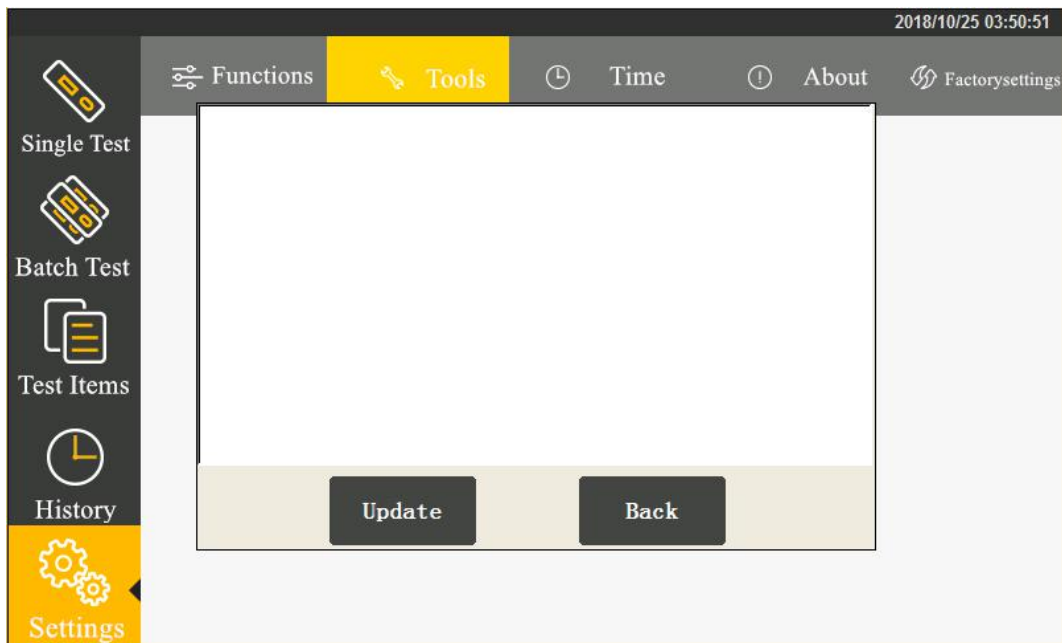 2018/10/25 03:50:51
Functions
Tools
Time
About
Factorysettings
Single Test
Batch Test
Test Items
History
Settings
Update
Back